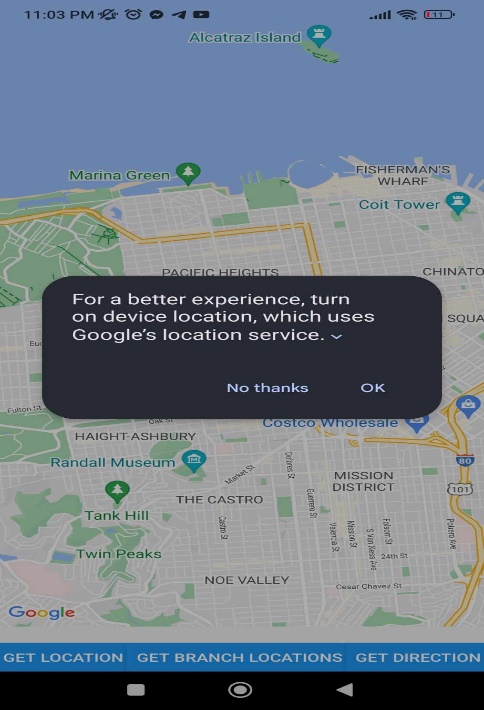 11:03 PM
11
Alcatraz Island
Marina Green
FISHERMAN'S
WHARF
Coit Tower
PACIFIC HEIGHTS
CHINATO
SQUA
For a better experience, turn
on device location, which uses
Google's location service.
No thanks
OK
Fulton St
Oak St
Costco Wholesale
HAIGHT-ASHBURY
Randall Museum
Market St
Dolores St
80
101
MISSION
DISTRICT
THE CASTRO
Guerrero St
Tank Hill
Castro St
Valencia St
Mission St
S Van Ness Ave
Folsom St
Potrero Ave
Twin Peaks
24th St
NOE VALLEY
Cesar Chavez St
Google
GET LOCATION
GET BRANCH LOCATIONS
GET DIRECTION